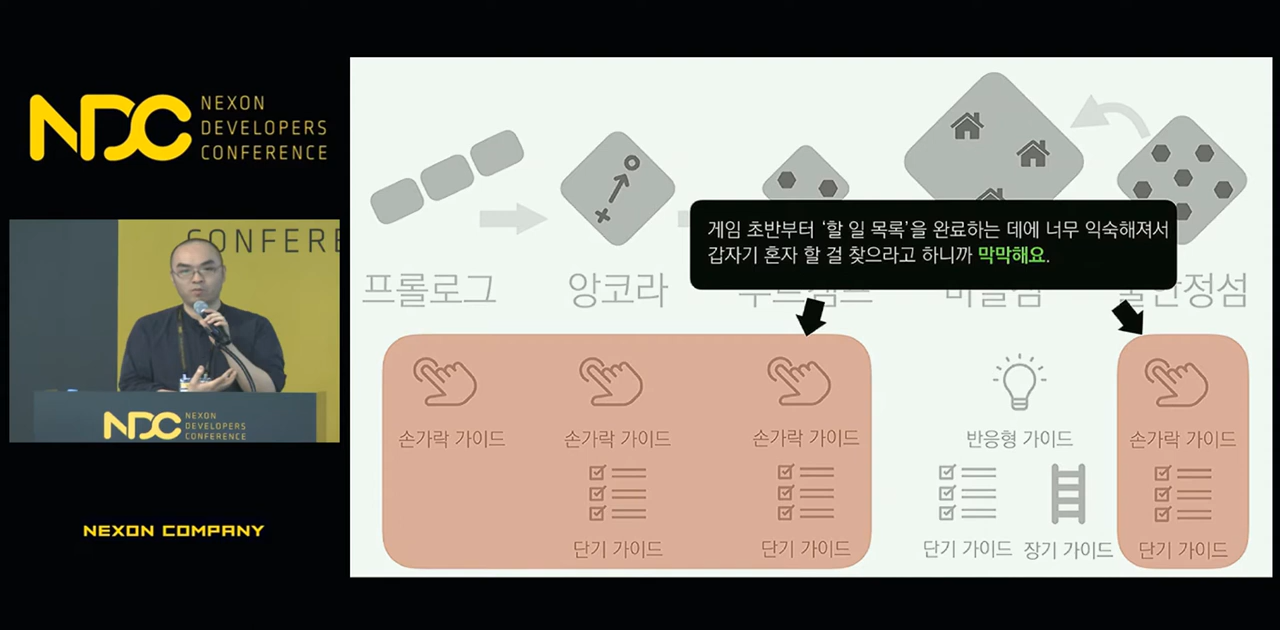 NDC NEXON
DEVELOPERS
CONFERENCE
CONFERE
NDC NEXON
DEVELOPERS
CONFERENCE
NEXON COMPANY
게임 초반부터 ‘할 일 목록’을 완료하는 데에 너무 익숙해져서
갑자기 혼자 할 걸 찾으라고 하니까 막막해요.
프롤로그
앙코라
손가락 가이드
손가락 가이드
손가락 가이드
반응형 가이드
손가락 가이드
단기 가이드
단기 가이드
단기 가이드
장기 가이드
단기 가이드